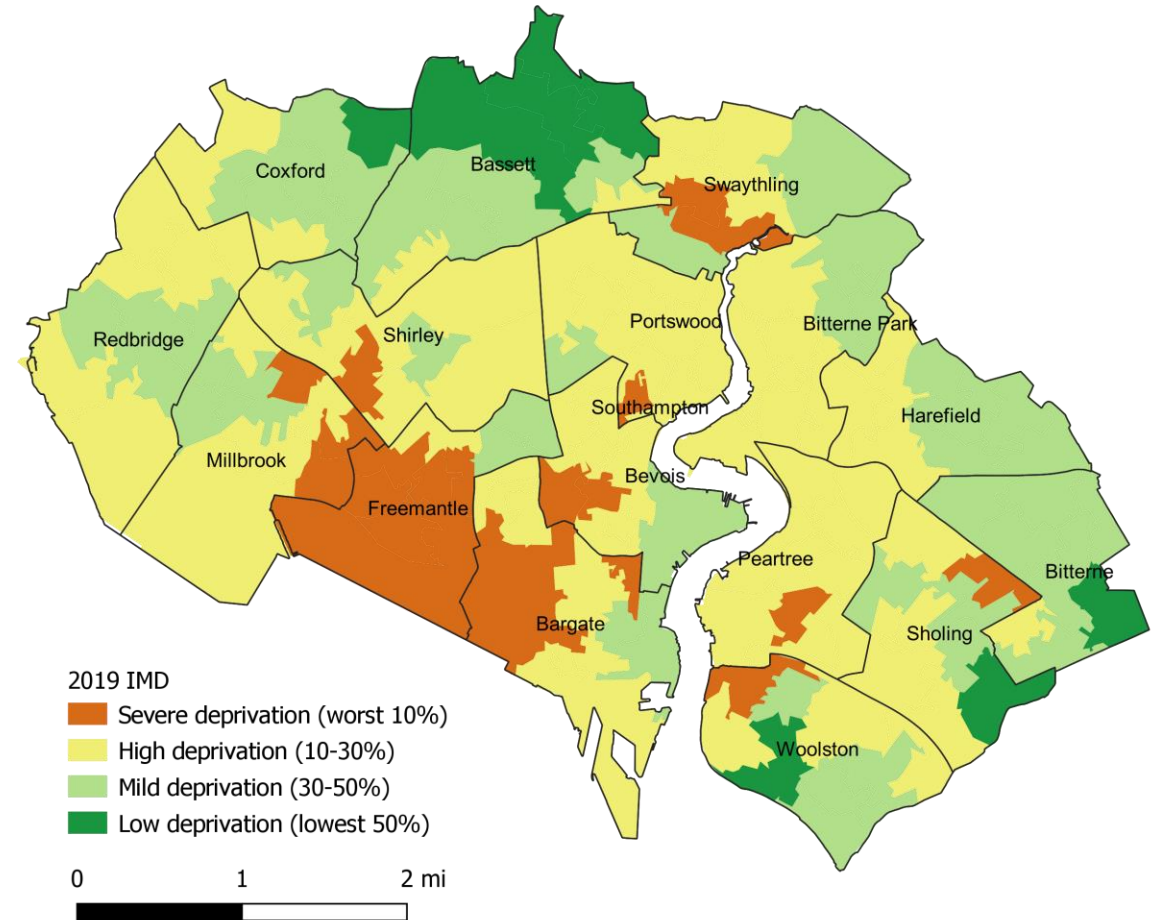 Coxford
Bassett
Swaythling
Redbridge
Shirley
Portswood
Bitterne Park
Southampton
Harefield
Millbrook
Bevois
Freemantle
Peartree
Bitterne
Bargate
Sholing
Woolston
2019 IMD
Severe deprivation (worst 10%)
High deprivation (10-30%)
Mild deprivation (30-50%)
Low deprivation (lowest 50%)
0 1 2 mi